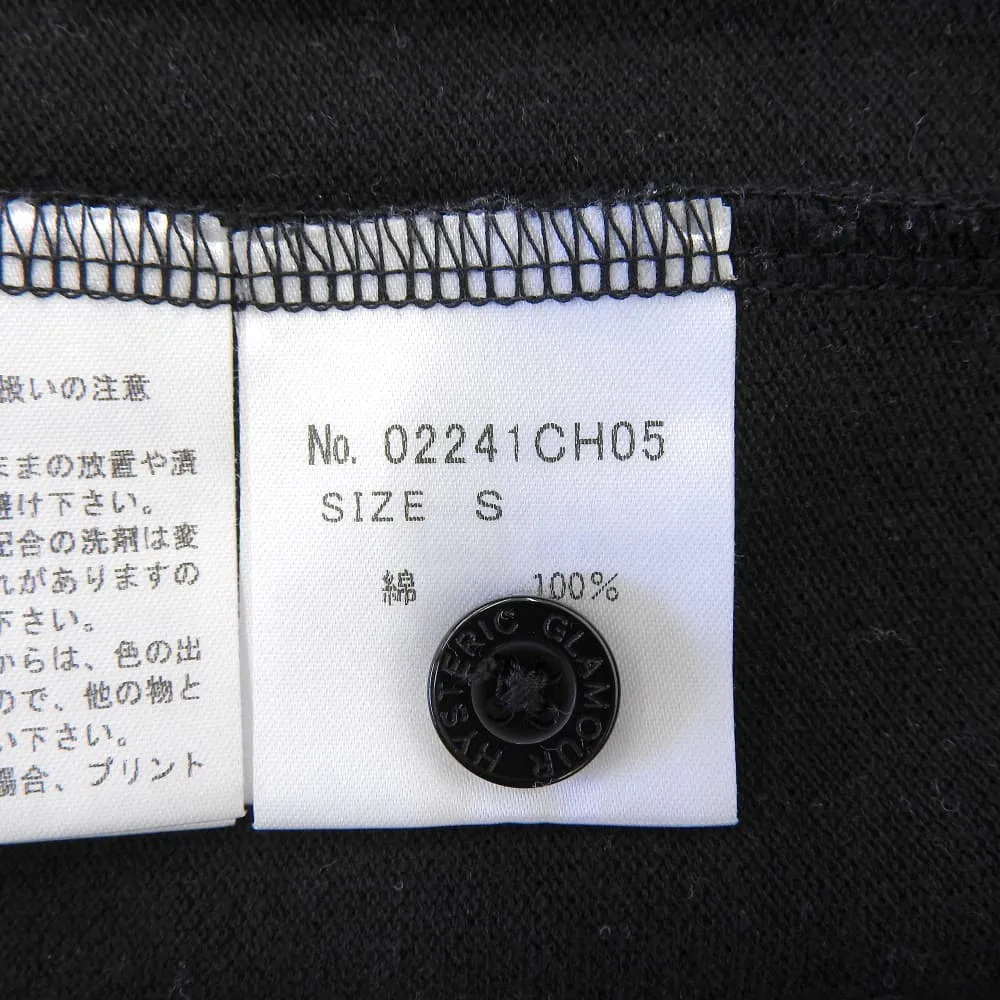 扱いの注意
ままの放置や漬
避け下さい。
配合の洗剤は変
れがありますの
下さい。
からは、色の出
ので、他の物と
い下さい。
場合、プリント
No. 02241CH05
SIZE S
綿 100%
HYSTERIC GLAMOUR